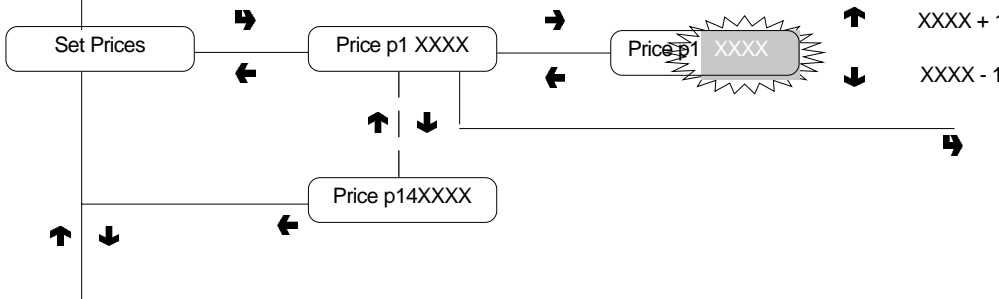 Set Prices
Price p1 XXXX
Price p1 XXXX
XXXX + 1
XXXX - 1
Price p14XXXX